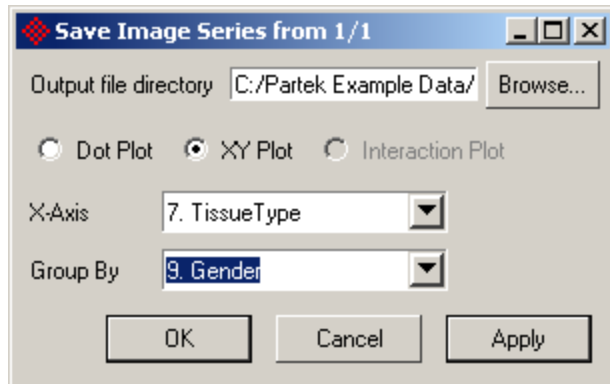 Save Image Series from 1/1
Output file directory C:/Partek Example Data/ Browse...
Dot Plot XY Plot Interaction Plot
X-Axis 7. TissueType
Group By 9. Gender
OK Cancel Apply